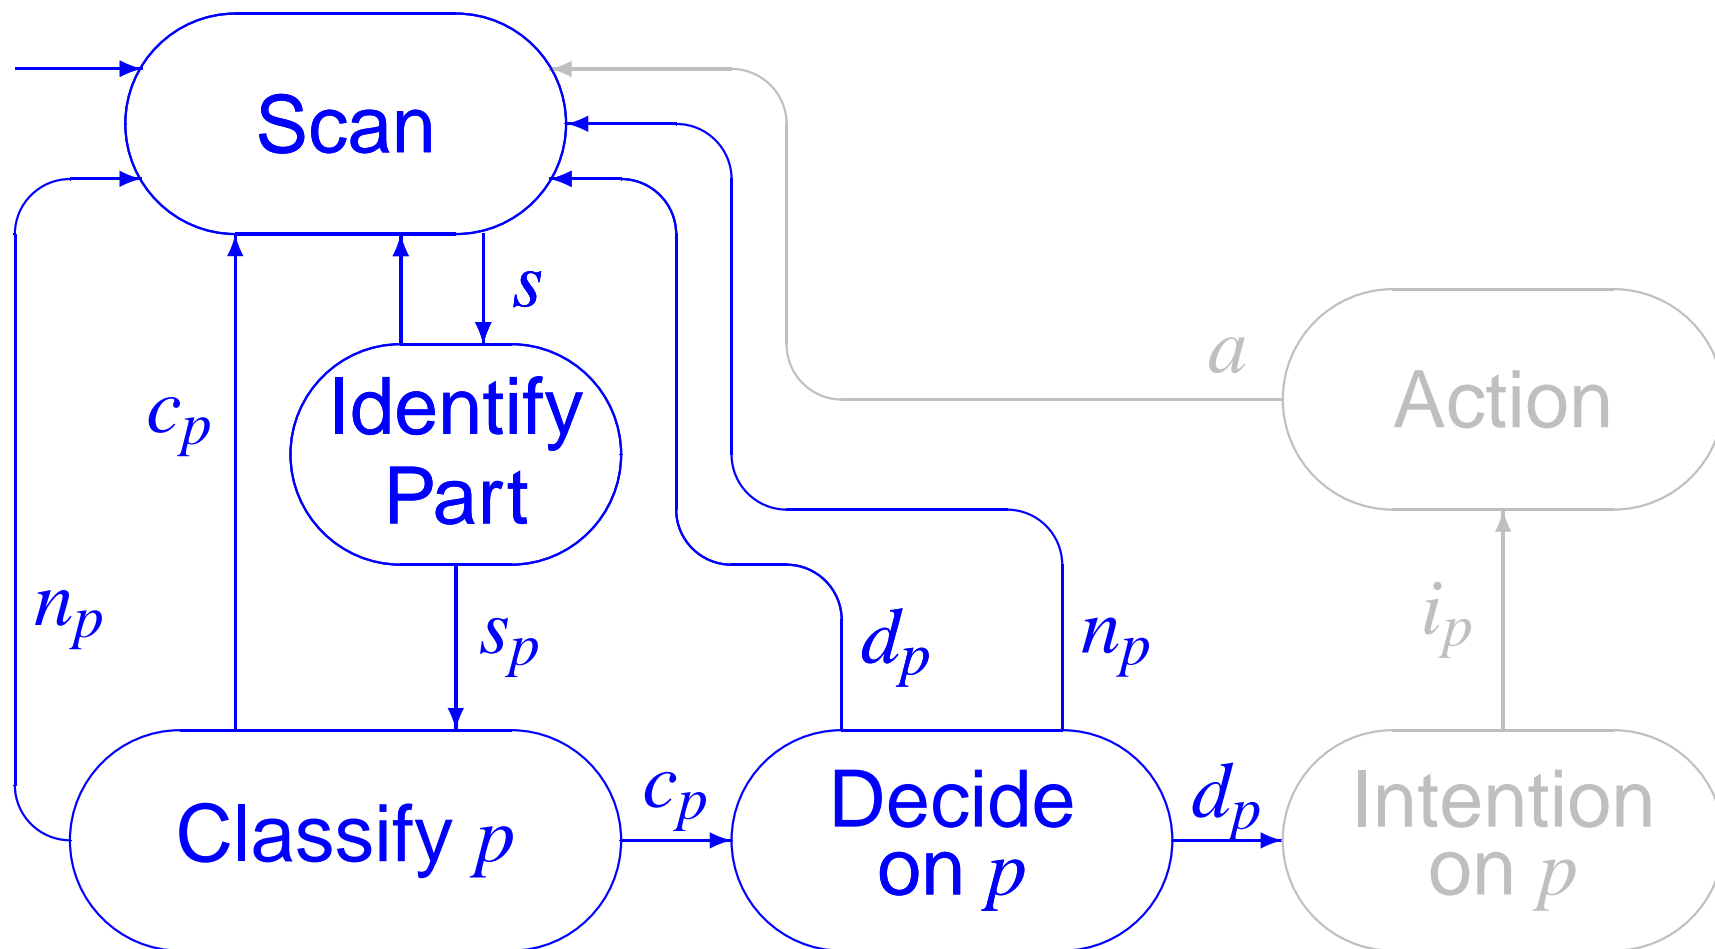 Scan
s
a
Action
Identify
Part
c_p
n_p
s_p
d_p
n_p
i_p
Classify p
c_p
Decide
on p
d_p
Intention
on p